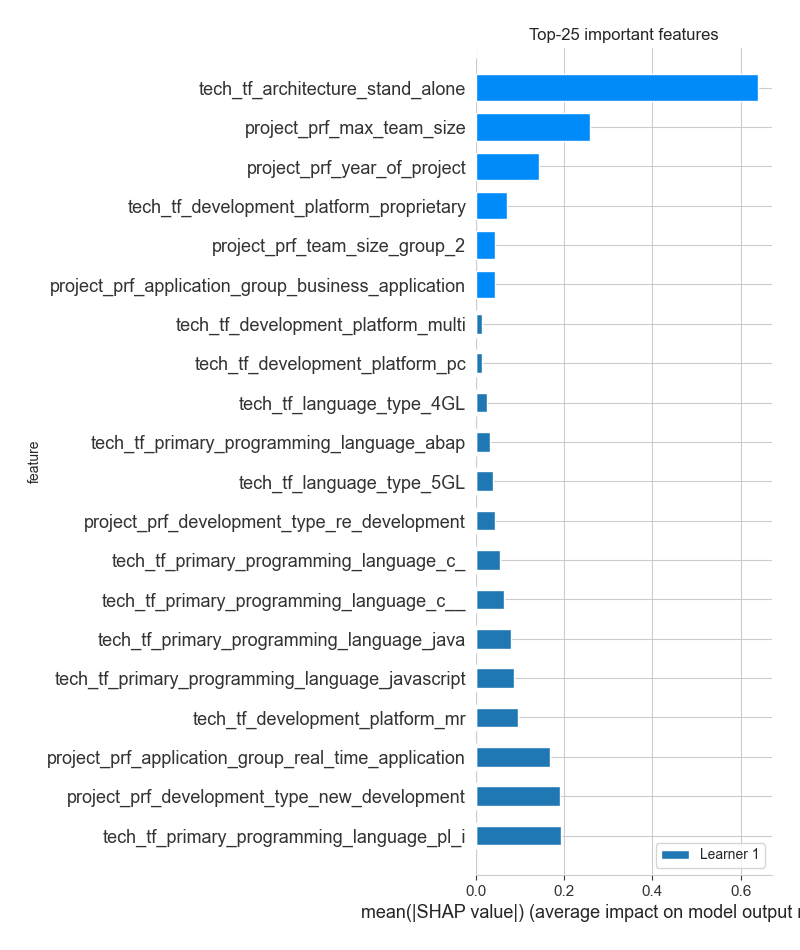 Top-25 important features
tech_tf_architecture_stand_alone
project_prf_max_team_size
project_prf_year_of_project
tech_tf_development_platform_proprietary
project_prf_team_size_group_2
project_prf_application_group_business_application
tech_tf_development_platform_multi
tech_tf_development_platform_pc
tech_tf_language_type_4GL
tech_tf_primary_programming_language_abap
tech_tf_language_type_5GL
project_prf_development_type_re_development
tech_tf_primary_programming_language_c_
tech_tf_primary_programming_language_c__
tech_tf_primary_programming_language_java
tech_tf_primary_programming_language_javascript
tech_tf_development_platform_mr
project_prf_application_group_real_time_application
project_prf_development_type_new_development
tech_tf_primary_programming_language_pl_i
feature
Learner 1
0.0 0.2 0.4 0.6
mean(|SHAP value|) (average impact on model output